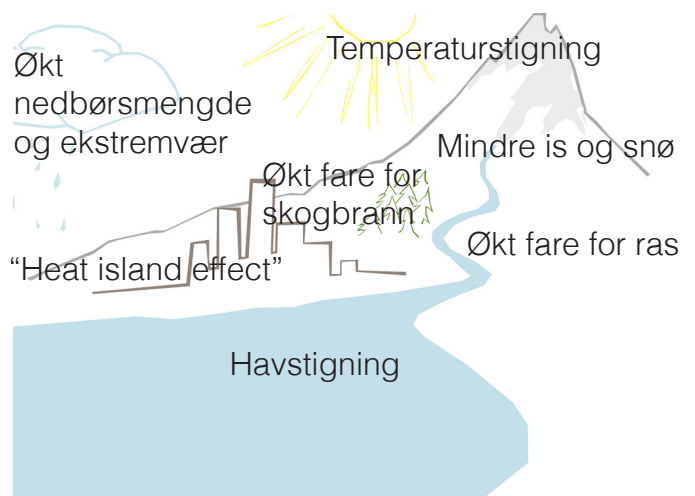 Temperaturstigning
Økt
nedbørsmengde
og ekstremvær
Mindre is og snø
Økt fare for
skogbrann
Økt fare for ras
“Heat island effect”
Havstigning